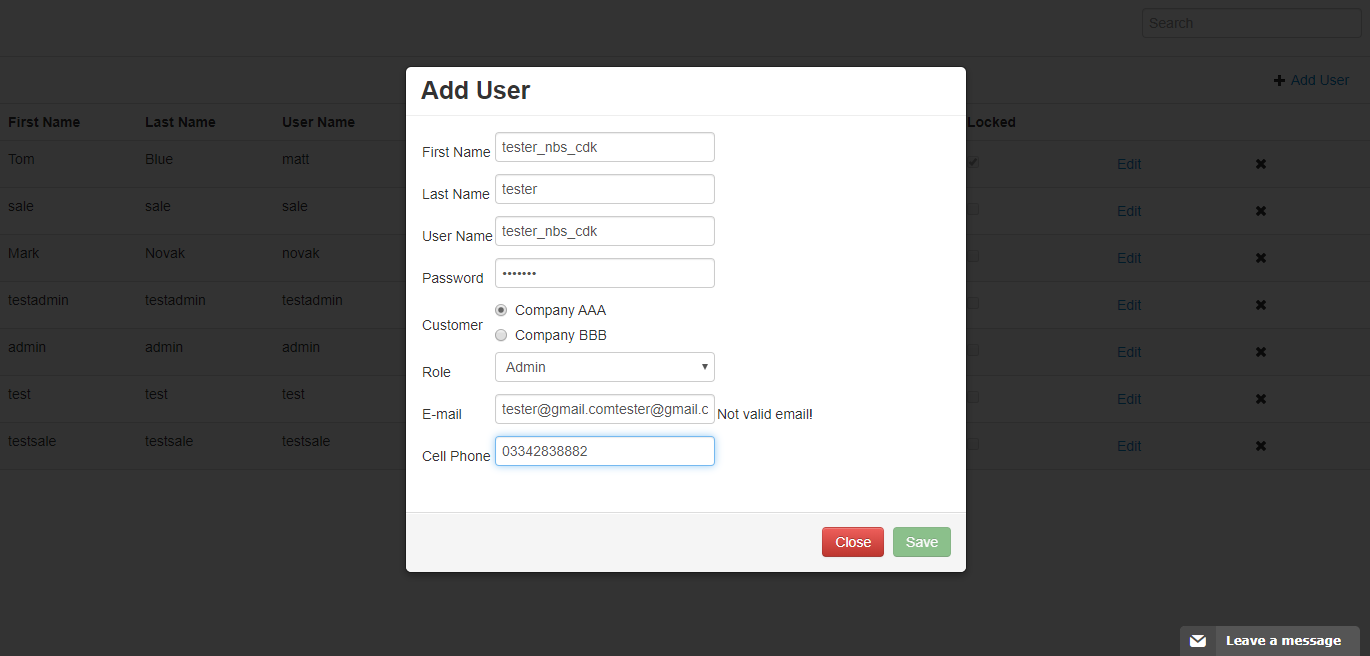 Search
Add User
First Name Last Name User Name Locked
Tom Blue matt Edit
sale sale sale Edit
Mark Novak novak Edit
testadmin testadmin testadmin Edit
admin admin admin Edit
test test test Edit
testsale testsale testsale Edit
Add User
First Name tester_nbs_cdk
Last Name tester
User Name tester_nbs_cdk
Password •••••••
Customer
Company AAA
Company BBB
Role Admin
E-mail tester@gmail.comtester@gmail.c Not valid email!
Cell Phone 03342838882
Close Save
Leave a message